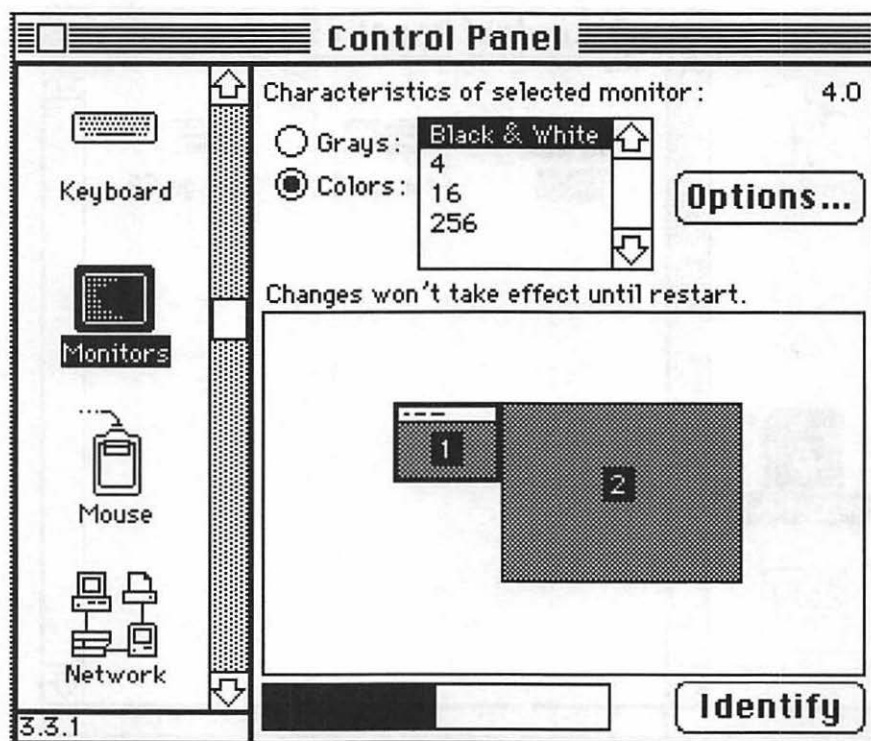 Control Panel
Keyboard
Monitors
Mouse
Network
3.3.1
Characteristics of selected monitor: 4.0
Grays:
Colors:
Black & White
4
16
256
Options...
Changes won't take effect until restart.
1
2
Identify